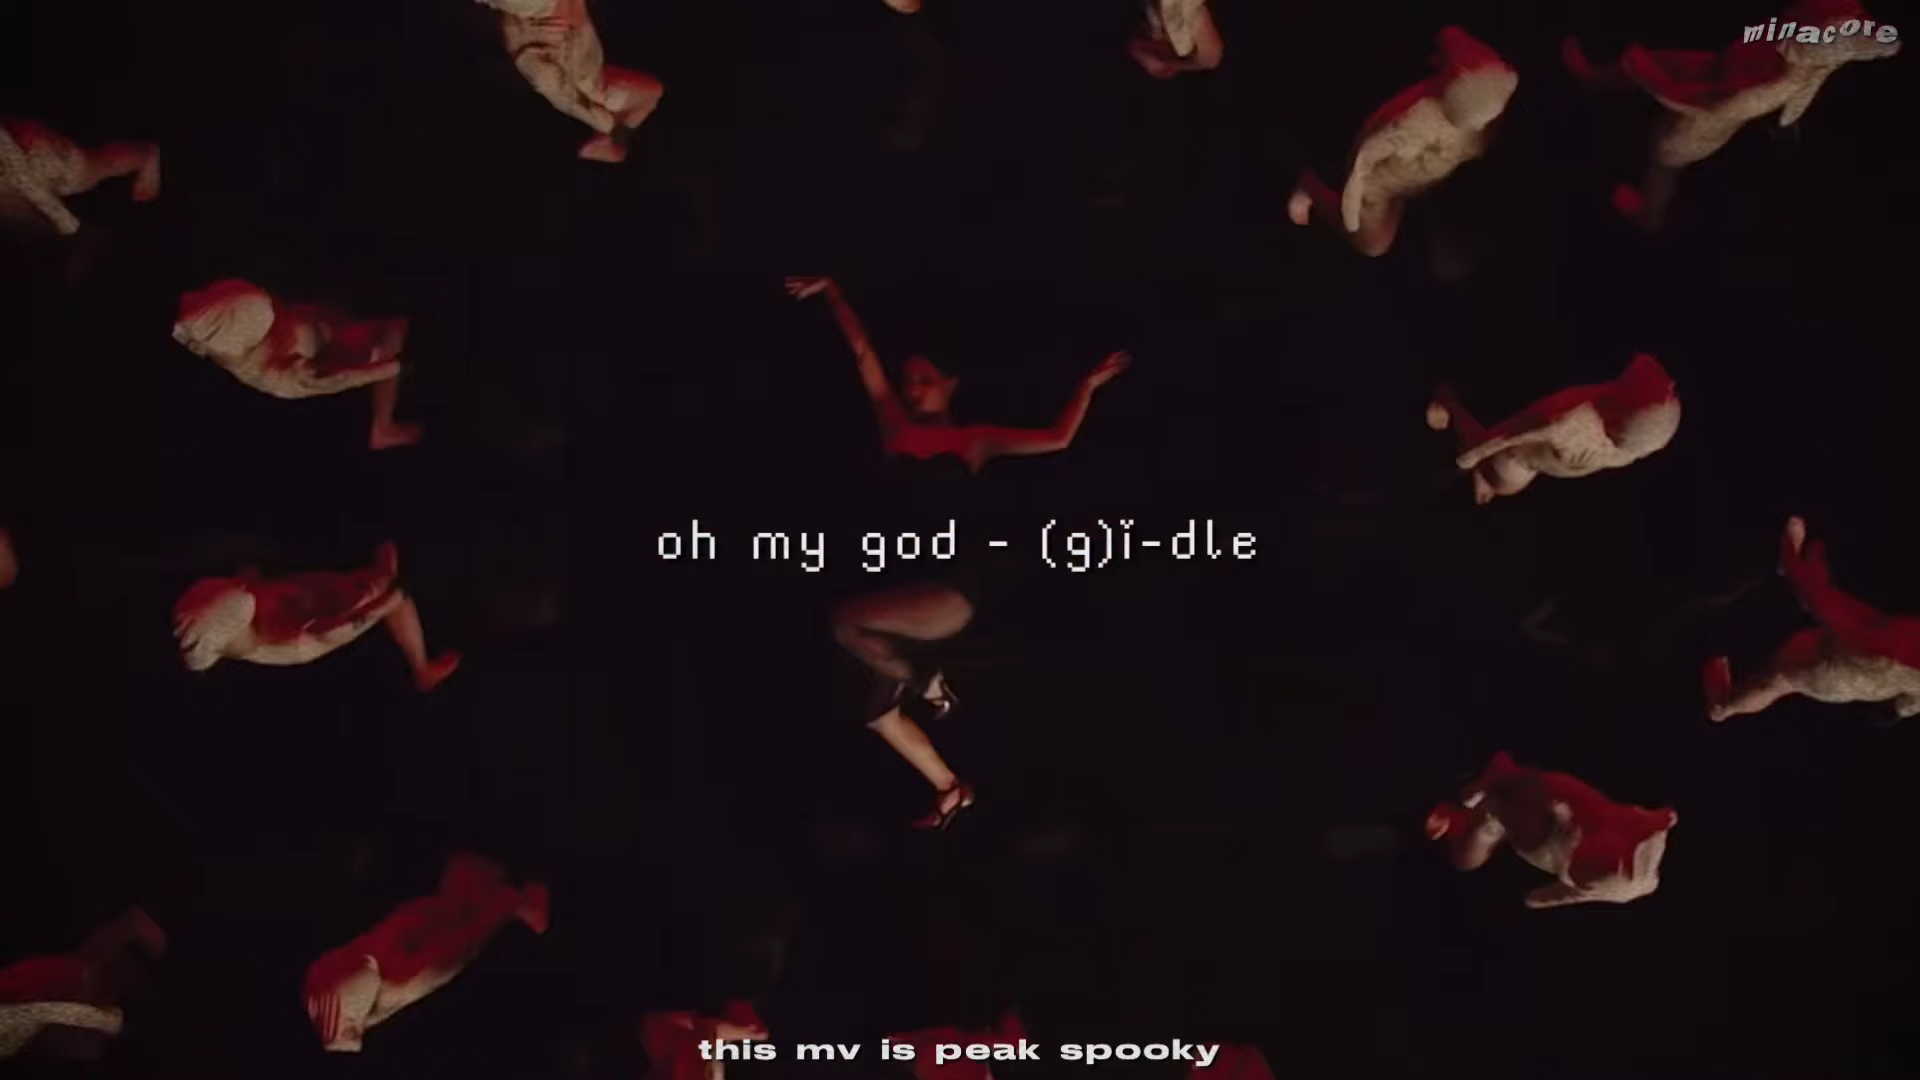 minacore
oh my god - (g)ĭ-dle
this mv is peak spooky